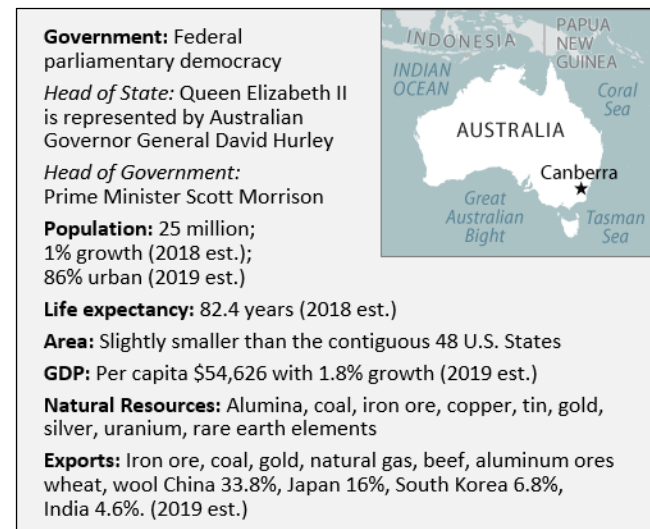 Government: Federal
parliamentary democracy
Head of State: Queen Elizabeth II
is represented by Australian
Governor General David Hurley
Head of Government:
Prime Minister Scott Morrison
Population: 25 million;
1% growth (2018 est.);
86% urban (2019 est.)
Life expectancy: 82.4 years (2018 est.)
Area: Slightly smaller than the contiguous 48 U.S. States
GDP: Per capita $54,626 with 1.8% growth (2019 est.)
Natural Resources: Alumina, coal, iron ore, copper, tin, gold,
silver, uranium, rare earth elements
Exports: Iron ore, coal, gold, natural gas, beef, aluminum ores
wheat, wool China 33.8%, Japan 16%, South Korea 6.8%,
India 4.6%. (2019 est.)
INDONESIA
PAPUA
NEW
GUINEA
INDIAN
OCEAN
Coral
Sea
AUSTRALIA
Canberra
Great
Australian
Bight
Tasman
Sea